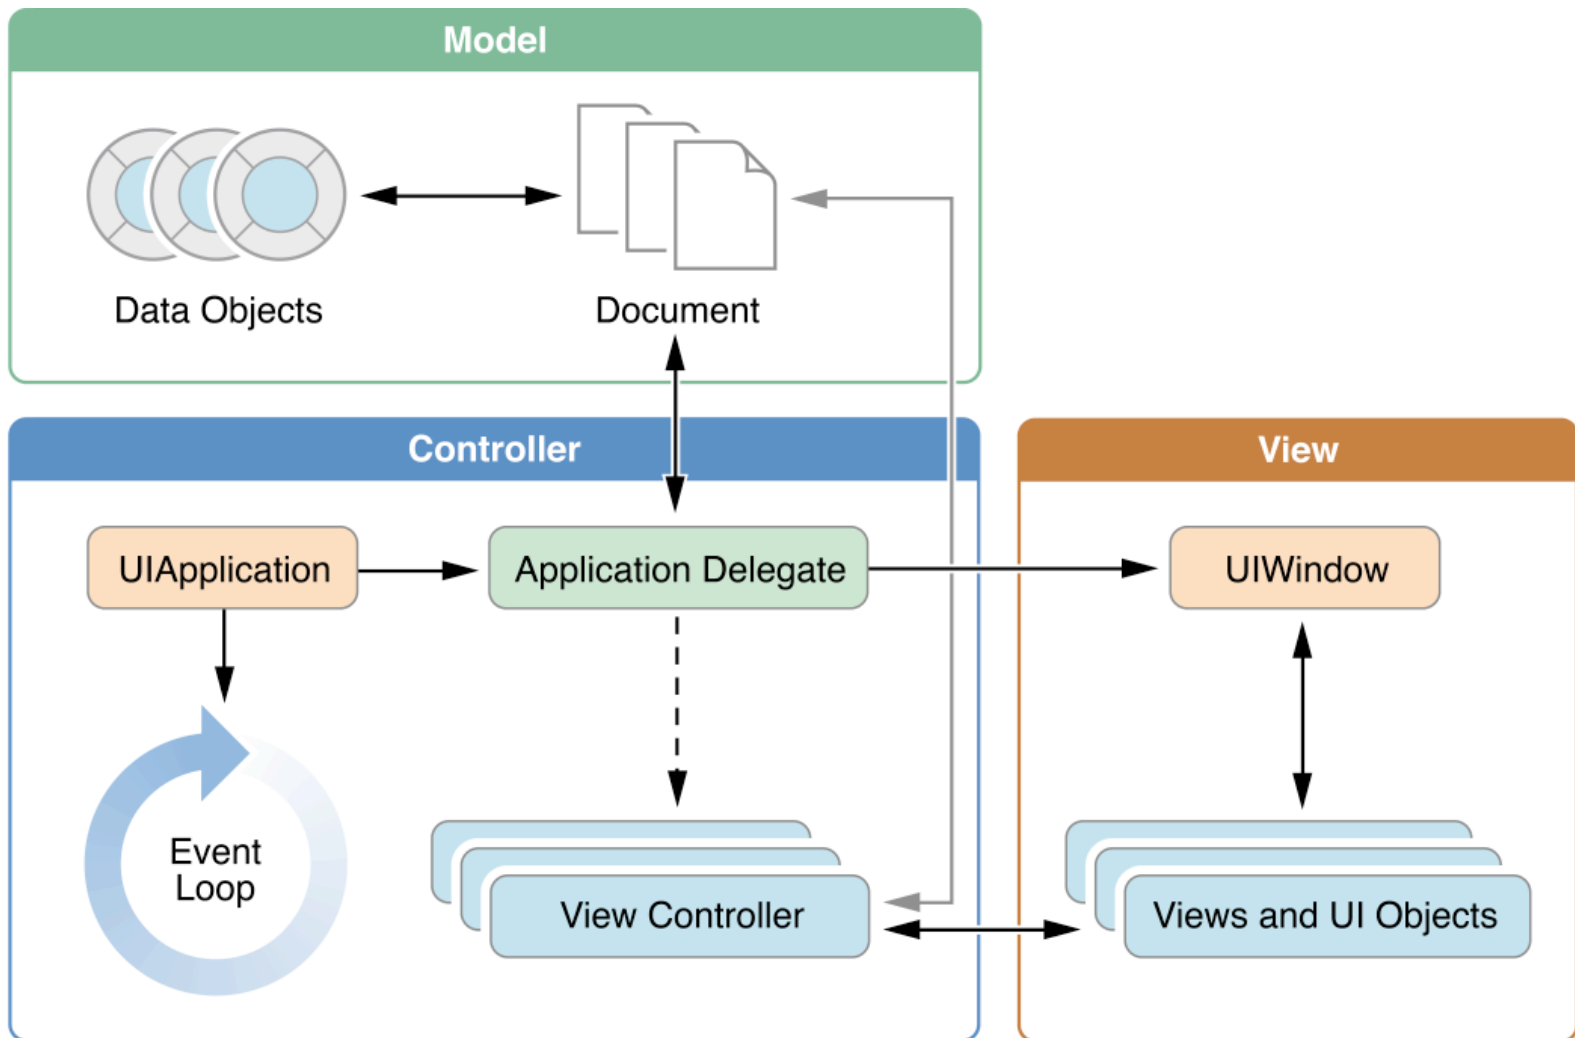 Model
Data Objects
Document
Controller
View
UIApplication
Application Delegate
UIWindow
Event
Loop
View Controller
Views and UI Objects